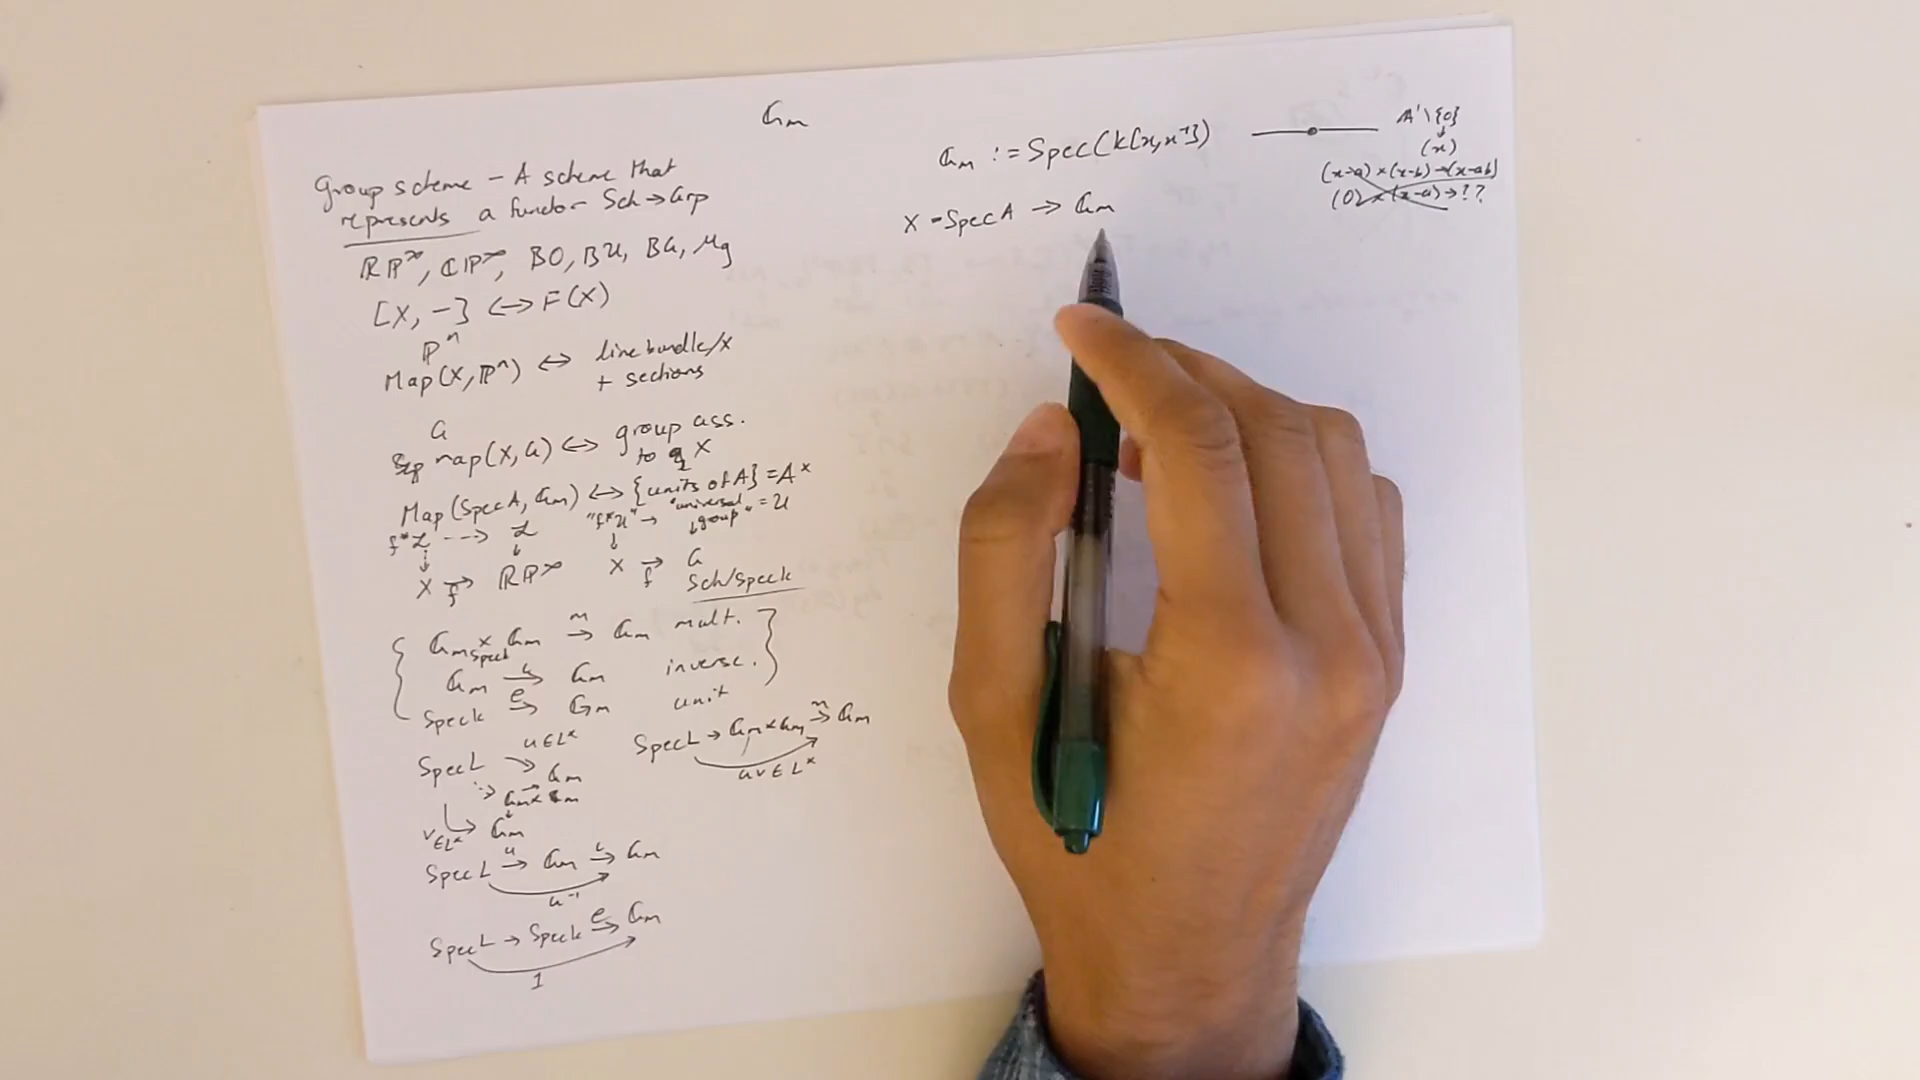 𝔾m
Group scheme – A scheme that
represents a functor Sch → Grp
ℝℙ^∞, ℂℙ^∞, BO, BU, BG, Mg
[X, –] ↔ F(X)
ℙ^n
Map(X, ℙ^n) ↔ line bundle/X
+ sections
G
map(X, G) ↔ group ass.
to X
Map(Spec A, 𝔾m) ↔ {units of A} = A^×
f*ℒ ⇢ ℒ "f*U" → "universal group" = U
↓ ↓ ↓ ↓
X →f ℝℙ^∞ X →f G
Sch/Spec k
𝔾m ×Spec k 𝔾m →m 𝔾m mult.
𝔾m →ι 𝔾m inverse.
Spec k →e 𝔾m unit
Spec L → 𝔾m u∈L^×
⇢ 𝔾m × 𝔾m
v∈L^× → 𝔾m
Spec L → 𝔾m × 𝔾m →m 𝔾m
uv ∈ L^×
Spec L →u 𝔾m →ι 𝔾m
u^-1
Spec L → Spec k →e 𝔾m
1
𝔾m := Spec(k[x, x^-1])
𝔸^1 \ {0}
↓
(x)
(x-a) × (x-b) → (x-ab)
(0) × (x-a) → ??
X = Spec A → 𝔾m